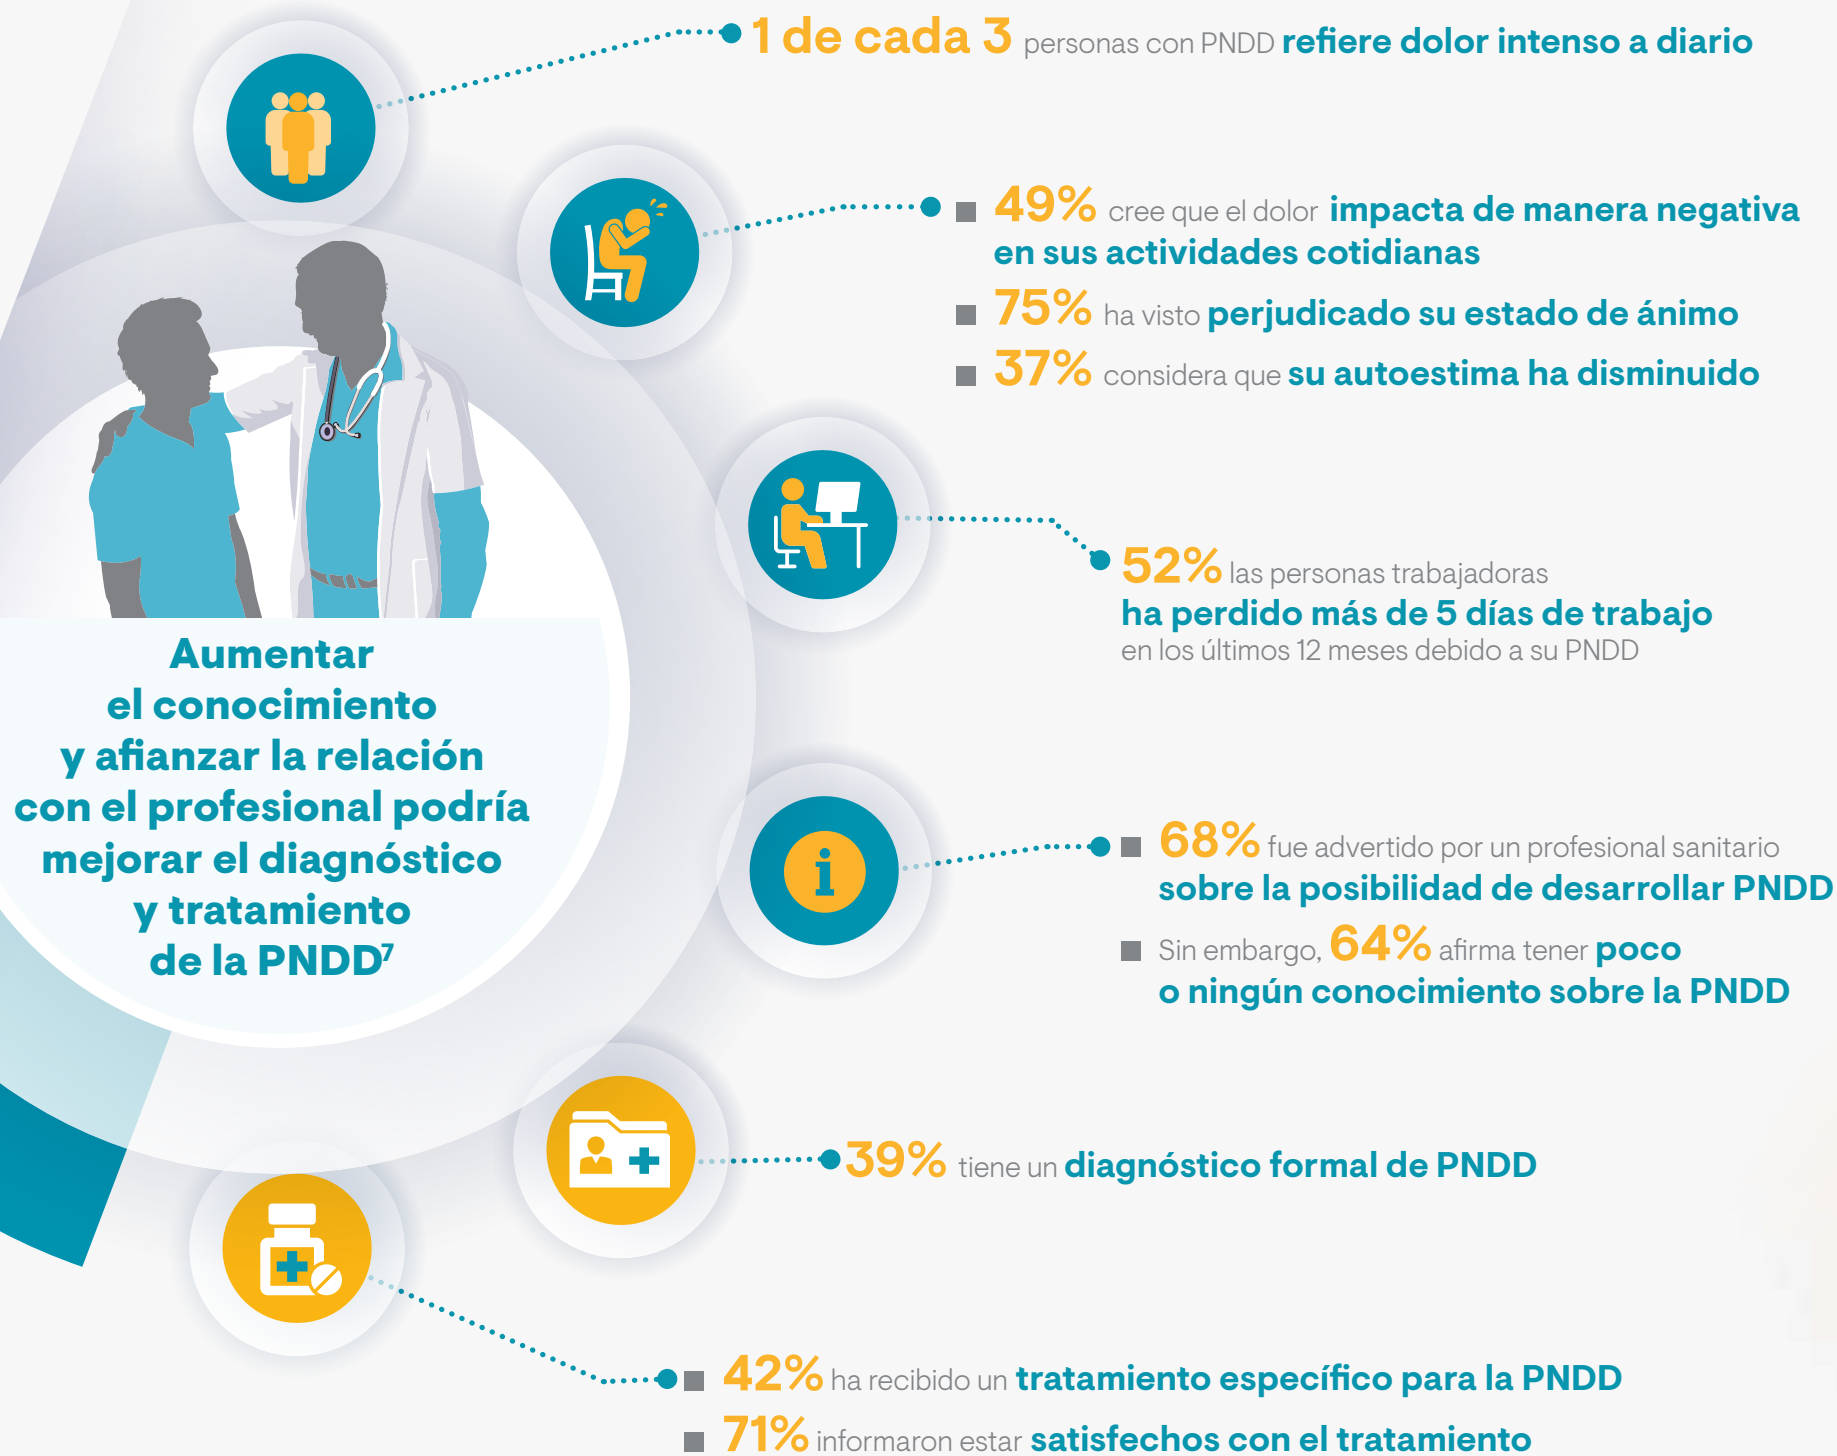 1 de cada 3 personas con PNDD refiere dolor intenso a diario
■ 49% cree que el dolor impacta de manera negativa
en sus actividades cotidianas
■ 75% ha visto perjudicado su estado de ánimo
■ 37% considera que su autoestima ha disminuido
52% las personas trabajadoras
ha perdido más de 5 días de trabajo
en los últimos 12 meses debido a su PNDD
Aumentar
el conocimiento
y afianzar la relación
con el profesional podría
mejorar el diagnóstico
y tratamiento
de la PNDD⁷
i
■ 68% fue advertido por un profesional sanitario
sobre la posibilidad de desarrollar PNDD
■ Sin embargo, 64% afirma tener poco
o ningún conocimiento sobre la PNDD
39% tiene un diagnóstico formal de PNDD
■ 42% ha recibido un tratamiento específico para la PNDD
■ 71% informaron estar satisfechos con el tratamiento